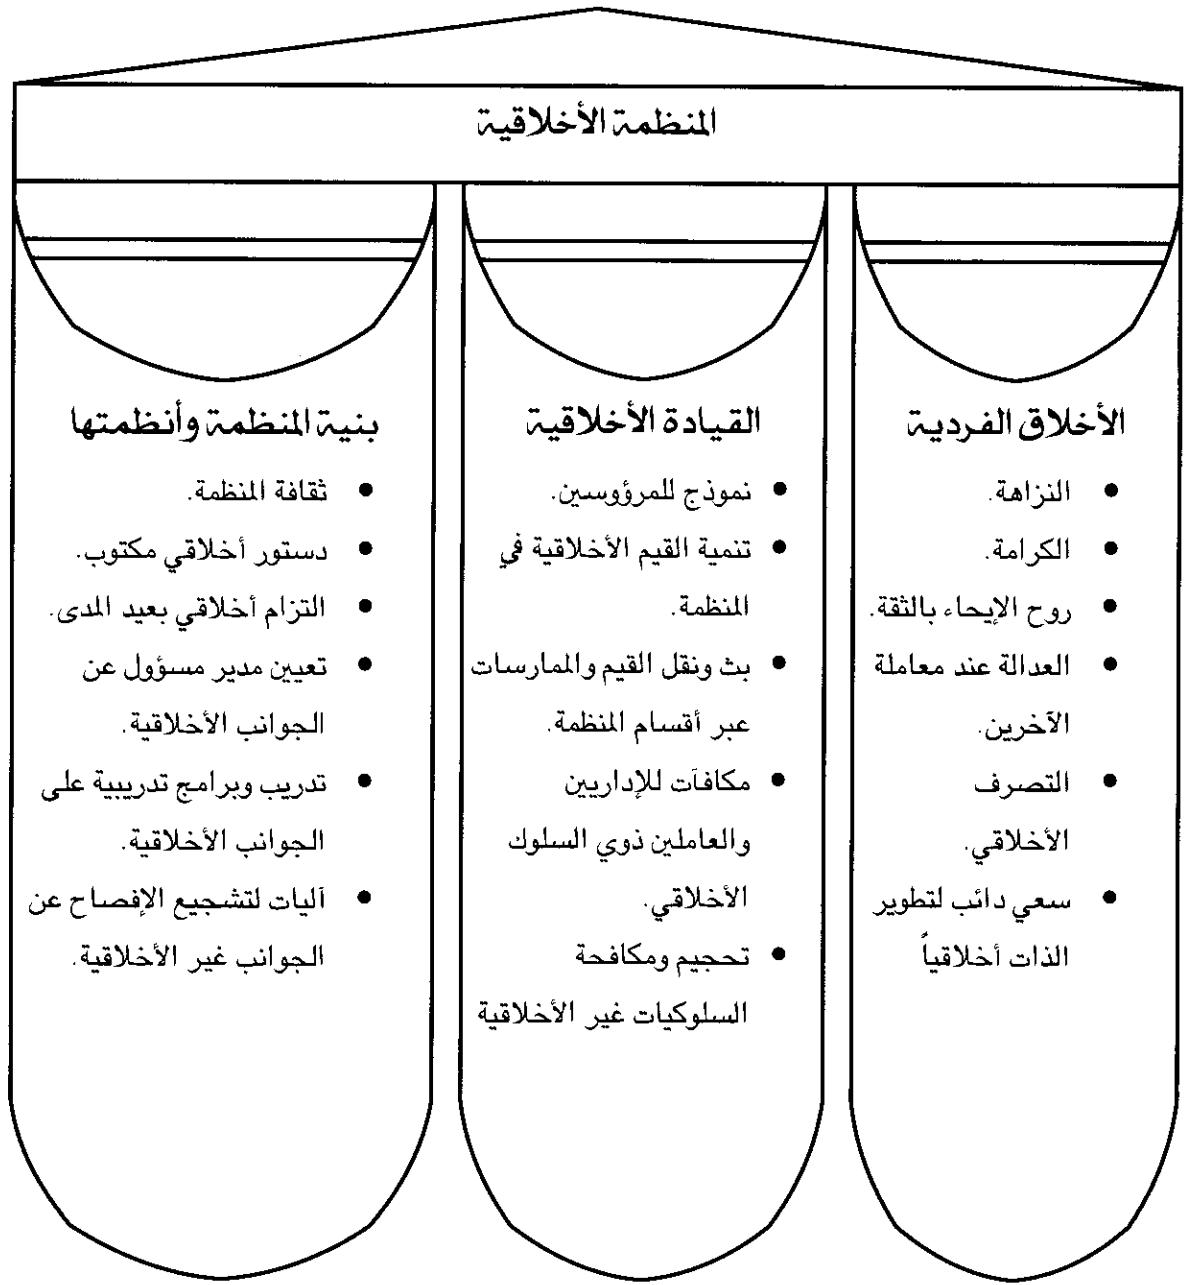 المنظمة الأخلاقية
الأخلاق الفردية
● النزاهة.
● الكرامة.
● روح الإيحاء بالثقة.
● العدالة عند معاملة
الآخرين.
● التصرف
الأخلاقي.
● سعي دائب لتطوير
الذات أخلاقياً
القيادة الأخلاقية
● نموذج للمرؤوسين.
● تنمية القيم الأخلاقية في
المنظمة.
● بث ونقل القيم والممارسات
عبر أقسام المنظمة.
● مكافآت للإداريين
والعاملين ذوي السلوك
الأخلاقي.
● تحجيم ومكافحة
السلوكيات غير الأخلاقية
بنية المنظمة وأنظمتها
● ثقافة المنظمة.
● دستور أخلاقي مكتوب.
● التزام أخلاقي بعيد المدى.
● تعيين مدير مسؤول عن
الجوانب الأخلاقية.
● تدريب وبرامج تدريبية على
الجوانب الأخلاقية.
● آليات لتشجيع الإفصاح عن
الجوانب غير الأخلاقية.